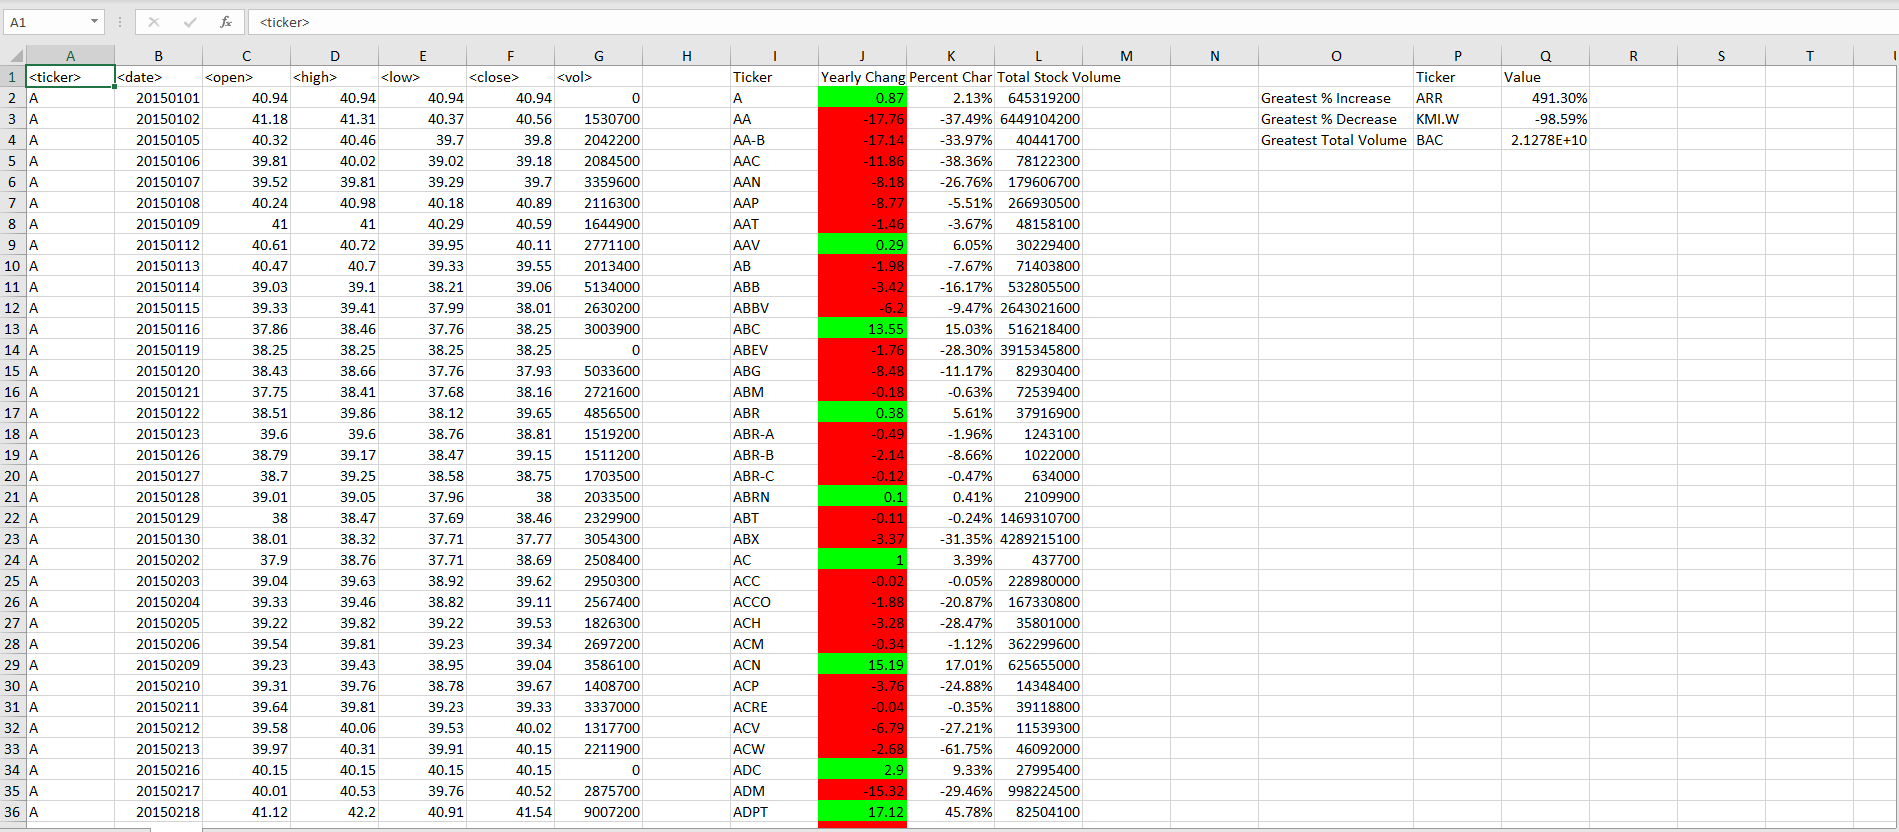 A1 fx <ticker>
A B C D E F G H I J K L M N O P Q R S T
1 <ticker> <date> <open> <high> <low> <close> <vol> Ticker Yearly Chang Percent Char Total Stock Volume Ticker Value
2 A 20150101 40.94 40.94 40.94 40.94 0 A 0.87 2.13% 645319200 Greatest % Increase ARR 491.30%
3 A 20150102 41.18 41.31 40.37 40.56 1530700 AA -17.76 -37.49% 6449104200 Greatest % Decrease KMI.W -98.59%
4 A 20150105 40.32 40.46 39.7 39.8 2042200 AA-B -17.14 -33.97% 40441700 Greatest Total Volume BAC 2.1278E+10
5 A 20150106 39.81 40.02 39.02 39.18 2084500 AAC -11.86 -38.36% 78122300
6 A 20150107 39.52 39.81 39.29 39.7 3359600 AAN -8.18 -26.76% 179606700
7 A 20150108 40.24 40.98 40.18 40.89 2116300 AAP -8.77 -5.51% 266930500
8 A 20150109 41 41 40.29 40.59 1644900 AAT -1.46 -3.67% 48158100
9 A 20150112 40.61 40.72 39.95 40.11 2771100 AAV 0.29 6.05% 30229400
10 A 20150113 40.47 40.7 39.33 39.55 2013400 AB -1.98 -7.67% 71403800
11 A 20150114 39.03 39.1 38.21 39.06 5134000 ABB -3.42 -16.17% 532805500
12 A 20150115 39.33 39.41 37.99 38.01 2630200 ABBV -6.2 -9.47% 2643021600
13 A 20150116 37.86 38.46 37.76 38.25 3003900 ABC 13.55 15.03% 516218400
14 A 20150119 38.25 38.25 38.25 38.25 0 ABEV -1.76 -28.30% 3915345800
15 A 20150120 38.43 38.66 37.76 37.93 5033600 ABG -8.48 -11.17% 82930400
16 A 20150121 37.75 38.41 37.68 38.16 2721600 ABM -0.18 -0.63% 72539400
17 A 20150122 38.51 39.86 38.12 39.65 4856500 ABR 0.38 5.61% 37916900
18 A 20150123 39.6 39.6 38.76 38.81 1519200 ABR-A -0.49 -1.96% 1243100
19 A 20150126 38.79 39.17 38.47 39.15 1511200 ABR-B -2.14 -8.66% 1022000
20 A 20150127 38.7 39.25 38.58 38.75 1703500 ABR-C -0.12 -0.47% 634000
21 A 20150128 39.01 39.05 37.96 38 2033500 ABRN 0.1 0.41% 2109900
22 A 20150129 38 38.47 37.69 38.46 2329900 ABT -0.11 -0.24% 1469310700
23 A 20150130 38.01 38.32 37.71 37.77 3054300 ABX -3.37 -31.35% 4289215100
24 A 20150202 37.9 38.76 37.71 38.69 2508400 AC 1 3.39% 437700
25 A 20150203 39.04 39.63 38.92 39.62 2950300 ACC -0.02 -0.05% 228980000
26 A 20150204 39.33 39.46 38.82 39.11 2567400 ACCO -1.88 -20.87% 167330800
27 A 20150205 39.22 39.82 39.22 39.53 1826300 ACH -3.28 -28.47% 35801000
28 A 20150206 39.54 39.81 39.23 39.34 2697200 ACM -0.34 -1.12% 362299600
29 A 20150209 39.23 39.43 38.95 39.04 3586100 ACN 15.19 17.01% 625655000
30 A 20150210 39.31 39.76 38.78 39.67 1408700 ACP -3.76 -24.88% 14348400
31 A 20150211 39.64 39.81 39.23 39.33 3337000 ACRE -0.04 -0.35% 39118800
32 A 20150212 39.58 40.06 39.53 40.02 1317700 ACV -6.79 -27.21% 11539300
33 A 20150213 39.97 40.31 39.91 40.15 2211900 ACW -2.68 -61.75% 46092000
34 A 20150216 40.15 40.15 40.15 40.15 0 ADC 2.9 9.33% 27995400
35 A 20150217 40.01 40.53 39.76 40.52 2875700 ADM -15.32 -29.46% 998224500
36 A 20150218 41.12 42.2 40.91 41.54 9007200 ADPT 17.12 45.78% 82504100